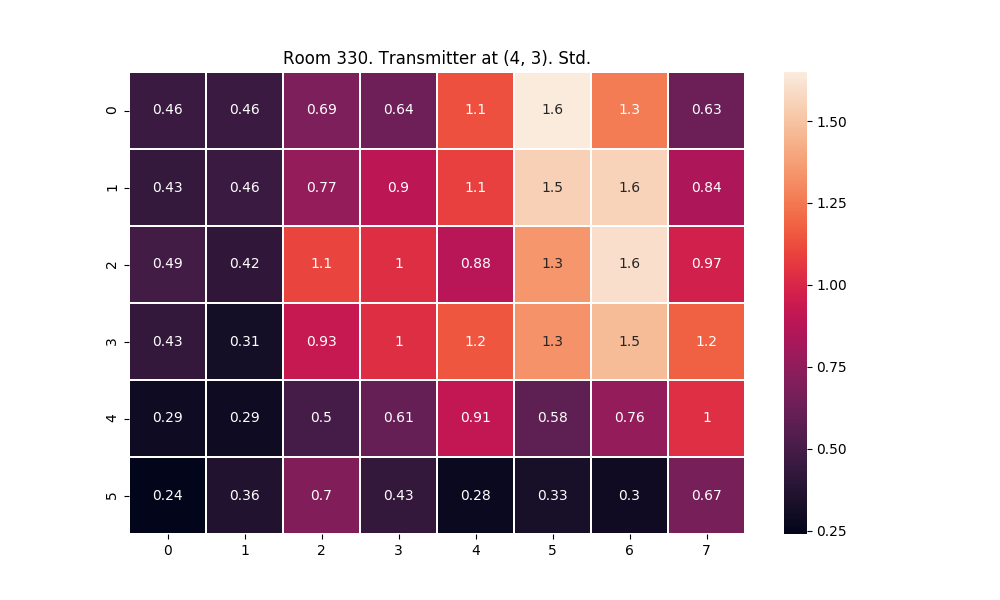 Room 330. Transmitter at (4, 3). Std.
0 0.46 0.46 0.69 0.64 1.1 1.6 1.3 0.63
1 0.43 0.46 0.77 0.9 1.1 1.5 1.6 0.84
2 0.49 0.42 1.1 1 0.88 1.3 1.6 0.97
3 0.43 0.31 0.93 1 1.2 1.3 1.5 1.2
4 0.29 0.29 0.5 0.61 0.91 0.58 0.76 1
5 0.24 0.36 0.7 0.43 0.28 0.33 0.3 0.67
0 1 2 3 4 5 6 7
1.50
1.25
1.00
0.75
0.50
0.25